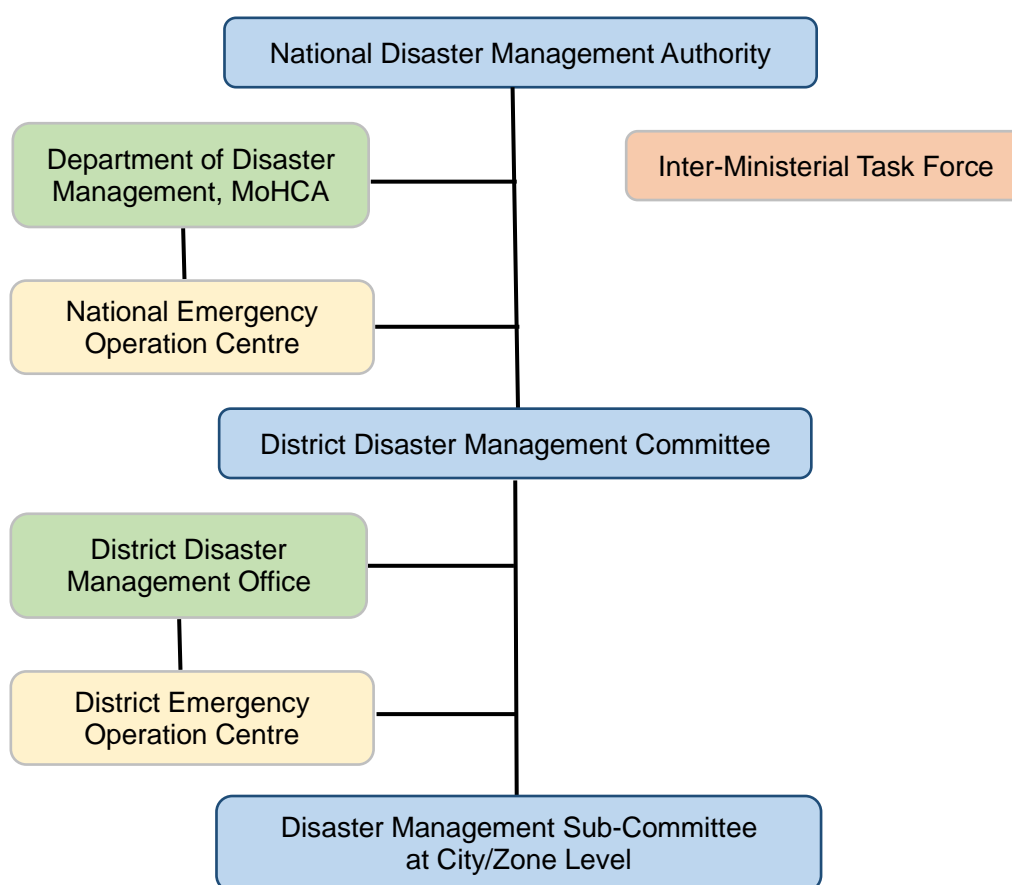 National Disaster Management Authority
Department of Disaster
Management, MoHCA
Inter-Ministerial Task Force
National Emergency
Operation Centre
District Disaster Management Committee
District Disaster
Management Office
District Emergency
Operation Centre
Disaster Management Sub-Committee
at City/Zone Level